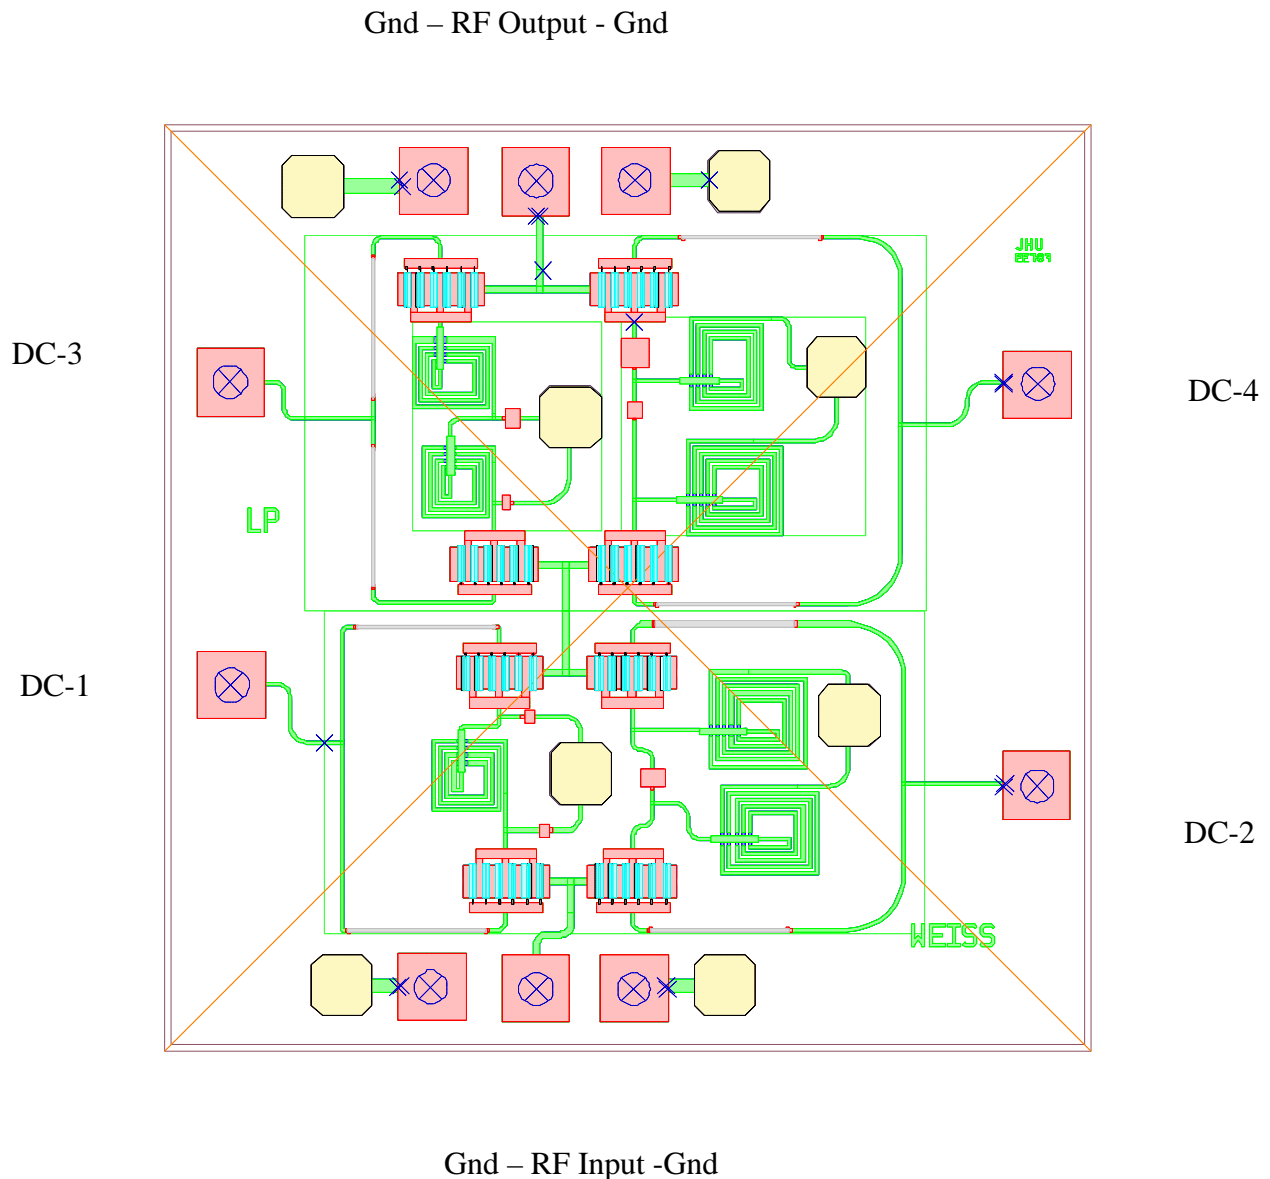 Gnd – RF Output - Gnd
JHU
EE787
DC-3
DC-4
LP
DC-1
DC-2
WEISS
Gnd – RF Input -Gnd